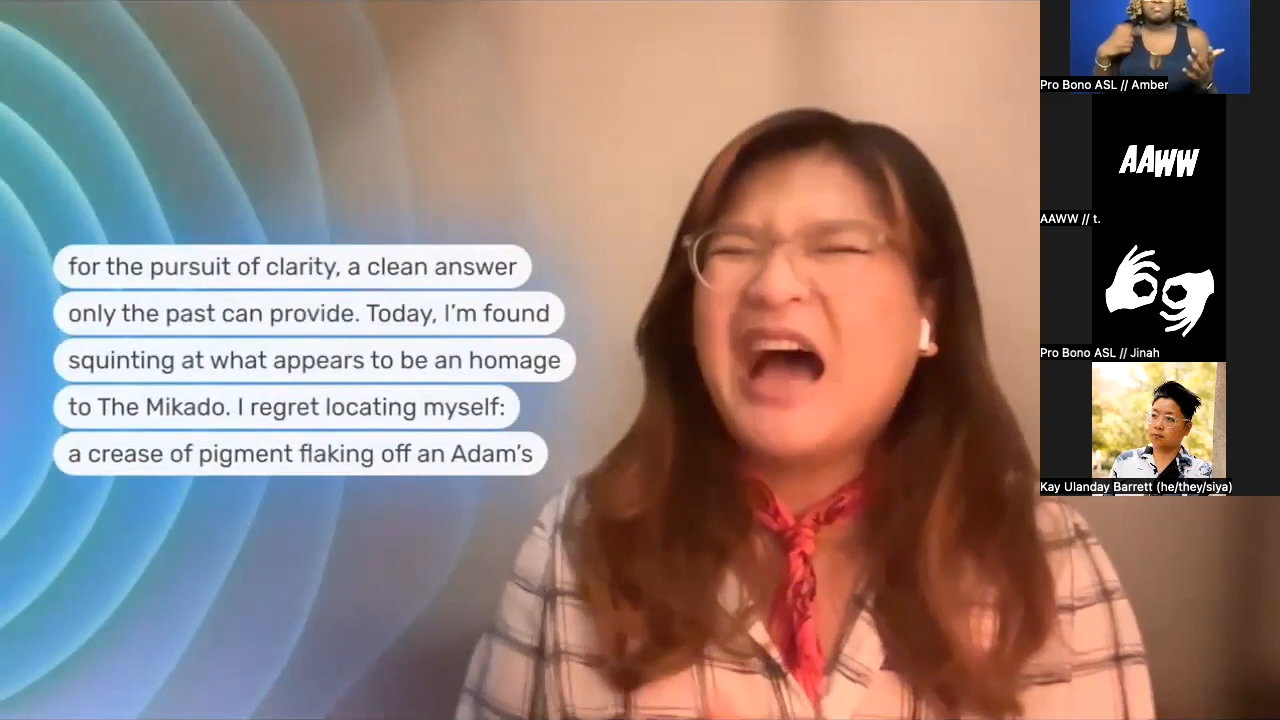 for the pursuit of clarity, a clean answer
only the past can provide. Today, I'm found
squinting at what appears to be an homage
to The Mikado. I regret locating myself:
a crease of pigment flaking off an Adam's
Pro Bono ASL // Amber
AAWW
AAWW // t.
Pro Bono ASL // Jinah
Kay Ulanday Barrett (he/they/siya)